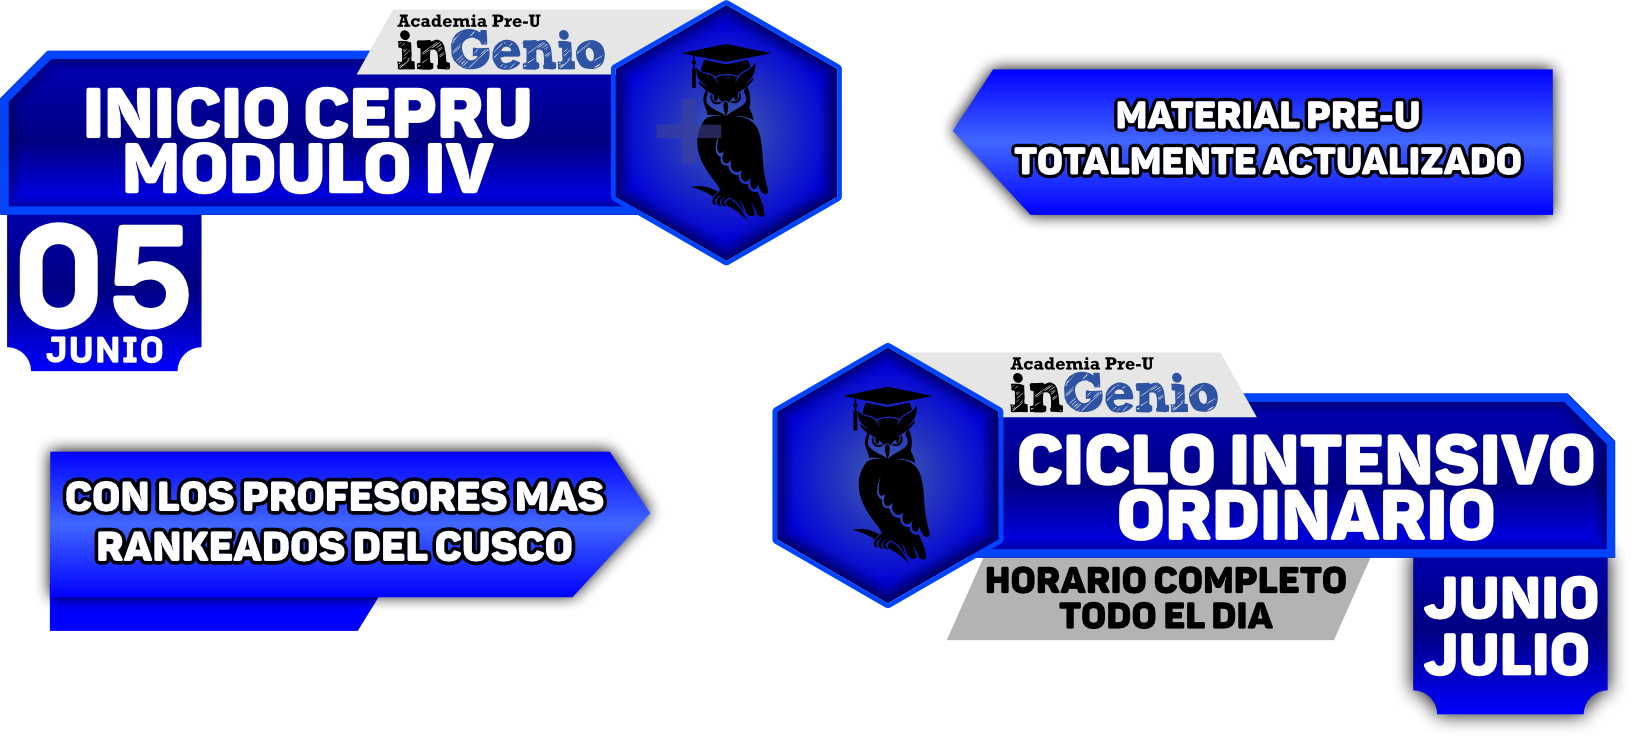 Academia Pre-U
inGenio
INICIO CEPRU
MODULO IV
05
JUNIO
MATERIAL PRE-U
TOTALMENTE ACTUALIZADO
CON LOS PROFESORES MAS
RANKEADOS DEL CUSCO
Academia Pre-U
inGenio
CICLO INTENSIVO
ORDINARIO
HORARIO COMPLETO
TODO EL DIA
JUNIO
JULIO